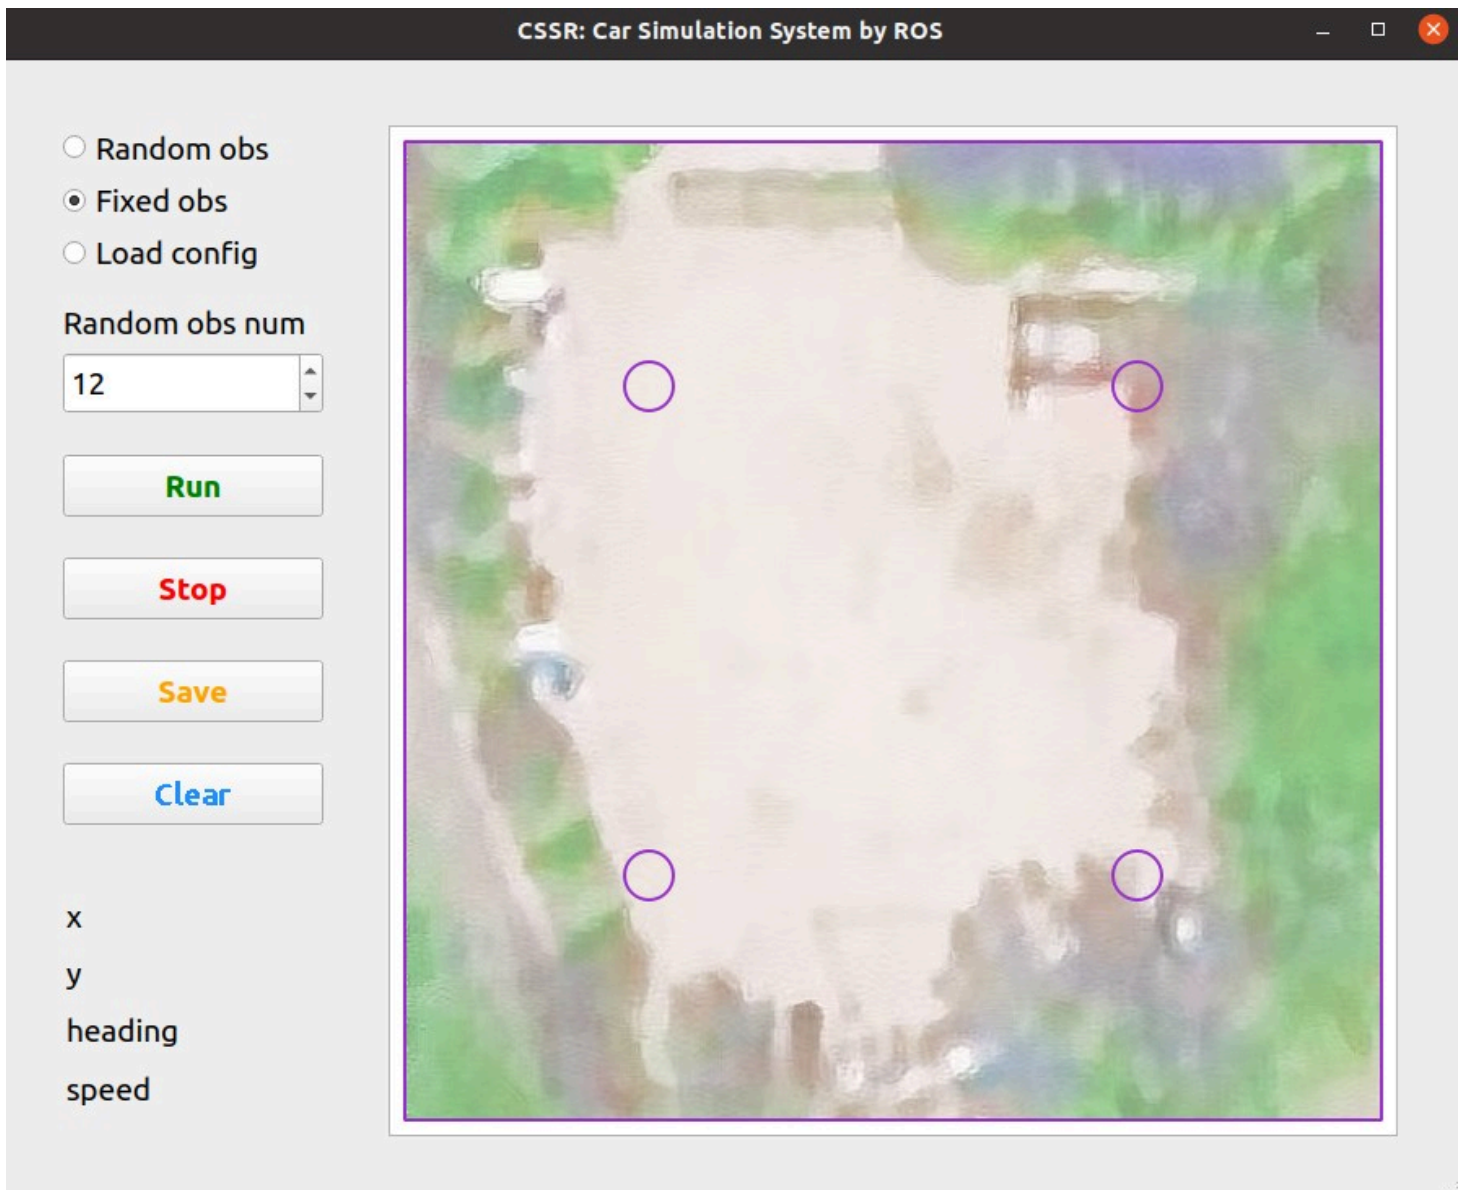 CSSR: Car Simulation System by ROS
Random obs
Fixed obs
Load config
Random obs num
12
Run
Stop
Save
Clear
x
y
heading
speed